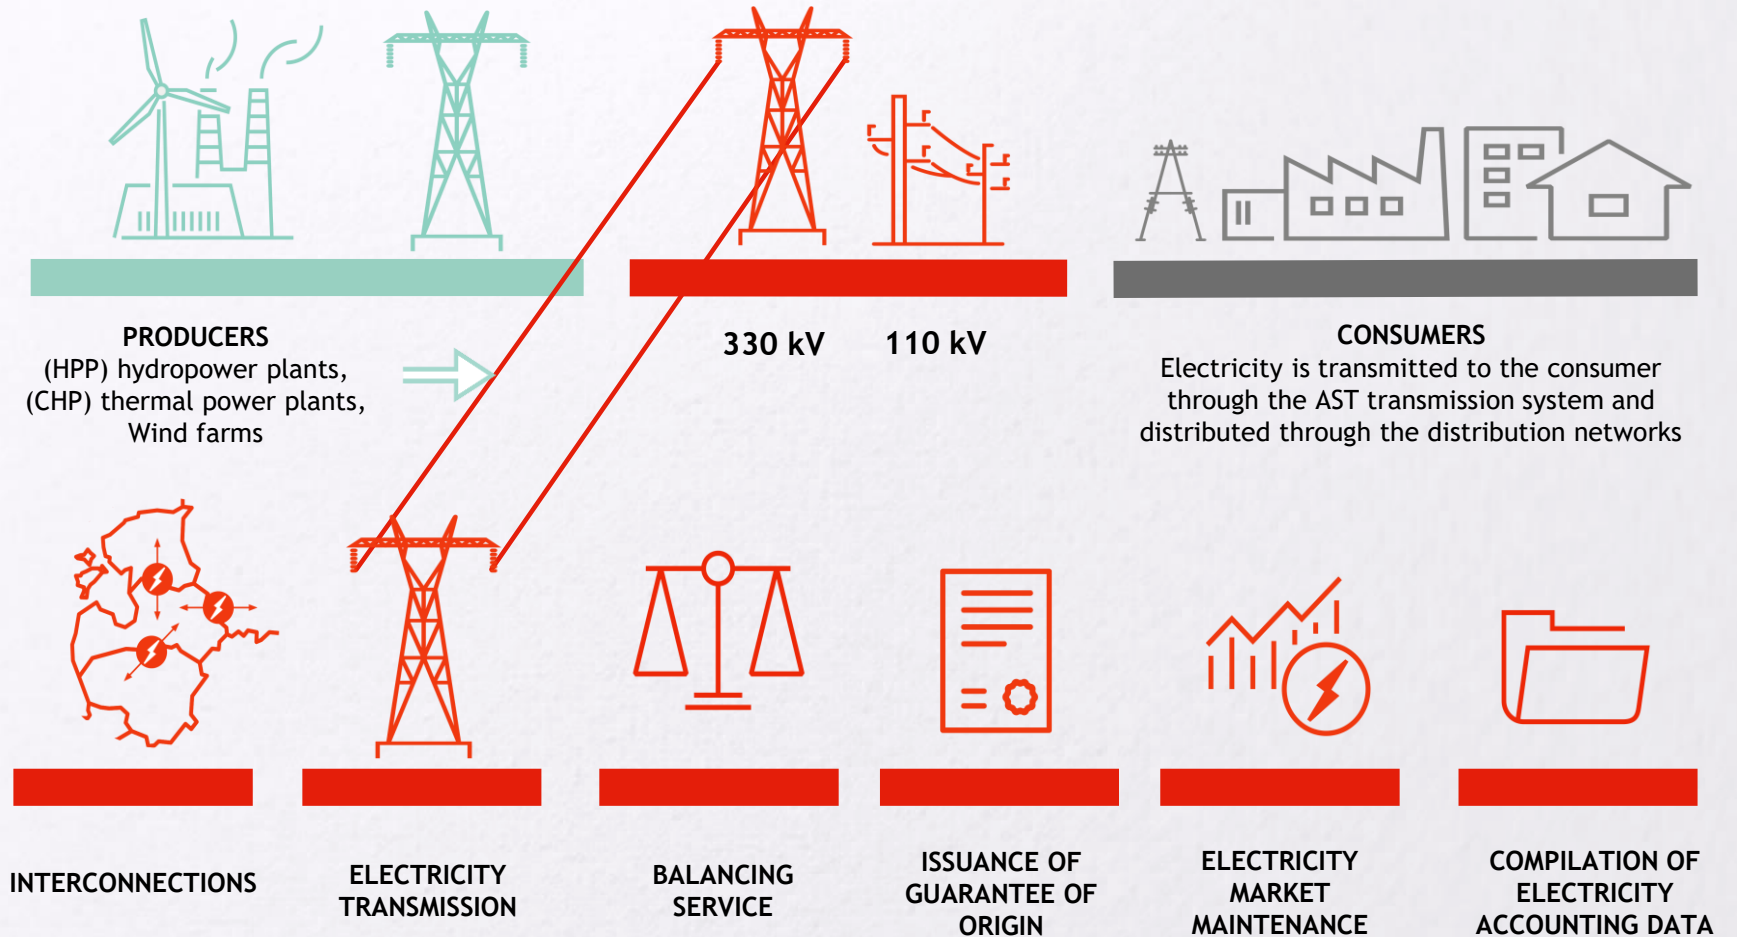 PRODUCERS
(HPP) hydropower plants,
(CHP) thermal power plants,
Wind farms
330 kV
110 kV
CONSUMERS
Electricity is transmitted to the consumer
through the AST transmission system and
distributed through the distribution networks
INTERCONNECTIONS
ELECTRICITY
TRANSMISSION
BALANCING
SERVICE
ISSUANCE OF
GUARANTEE OF
ORIGIN
ELECTRICITY
MARKET
MAINTENANCE
COMPILATION OF
ELECTRICITY
ACCOUNTING DATA